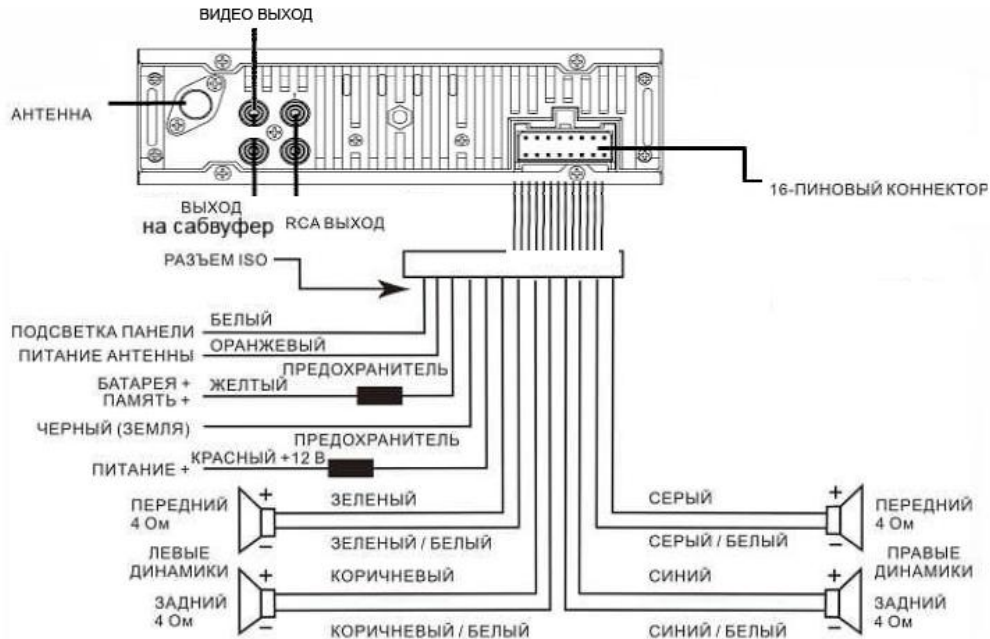 ВИДЕО ВЫХОД
АНТЕННА
16-ПИНОВЫЙ КОННЕКТОР
ВЫХОД
на сабвуфер
RCA ВЫХОД
РАЗЪЕМ ISO
ПОДСВЕТКА ПАНЕЛИ
БЕЛЫЙ
ПИТАНИЕ АНТЕННЫ
ОРАНЖЕВЫЙ
ПРЕДОХРАНИТЕЛЬ
БАТАРЕЯ +
ПАМЯТЬ +
ЖЕЛТЫЙ
ЧЕРНЫЙ (ЗЕМЛЯ)
ПРЕДОХРАНИТЕЛЬ
ПИТАНИЕ +
КРАСНЫЙ +12 В
ПЕРЕДНИЙ
4 Ом
+
−
ЗЕЛЕНЫЙ
ЗЕЛЕНЫЙ / БЕЛЫЙ
СЕРЫЙ
СЕРЫЙ / БЕЛЫЙ
+
−
ПЕРЕДНИЙ
4 Ом
ЛЕВЫЕ
ДИНАМИКИ
ПРАВЫЕ
ДИНАМИКИ
ЗАДНИЙ
4 Ом
+
−
КОРИЧНЕВЫЙ
КОРИЧНЕВЫЙ / БЕЛЫЙ
СИНИЙ
СИНИЙ / БЕЛЫЙ
+
−
ЗАДНИЙ
4 Ом